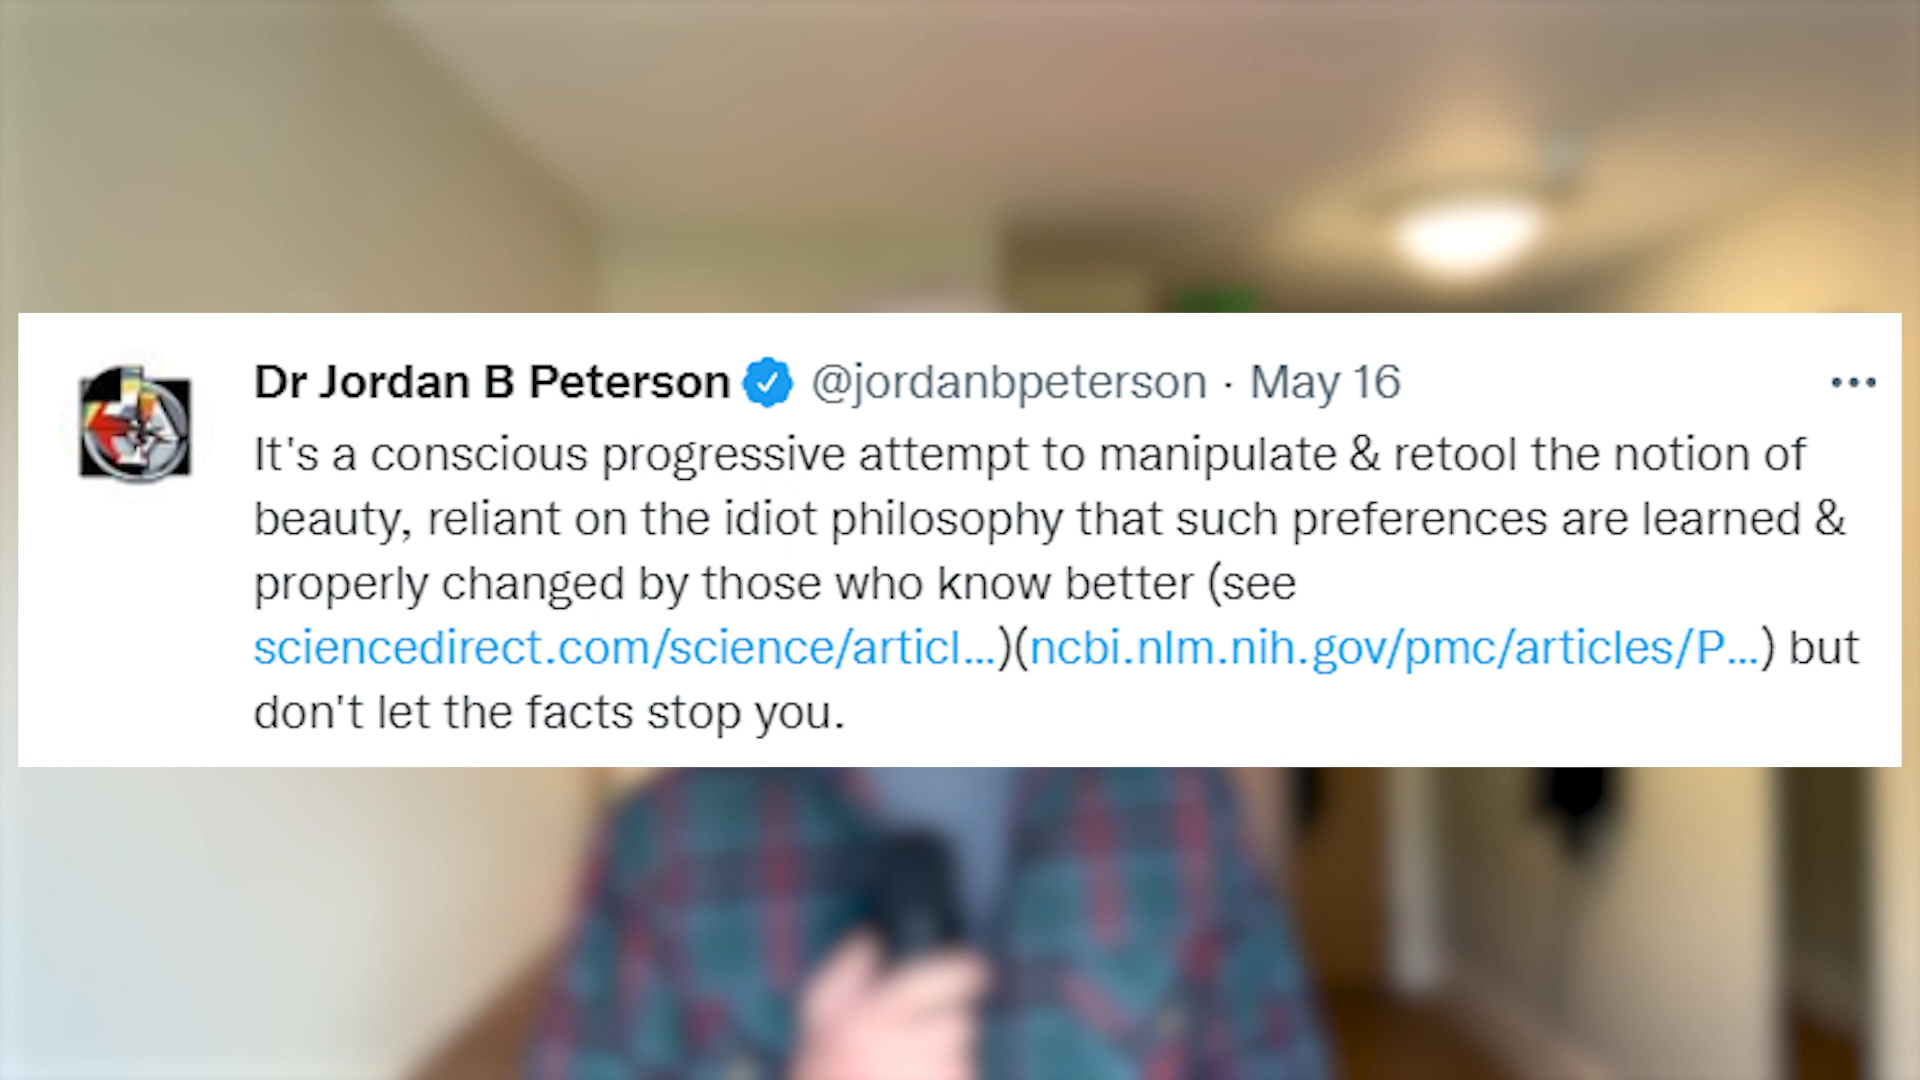 Dr Jordan B Peterson @jordanbpeterson · May 16
It's a conscious progressive attempt to manipulate & retool the notion of
beauty, reliant on the idiot philosophy that such preferences are learned &
properly changed by those who know better (see
sciencedirect.com/science/articl...)(ncbi.nlm.nih.gov/pmc/articles/P...) but
don't let the facts stop you.